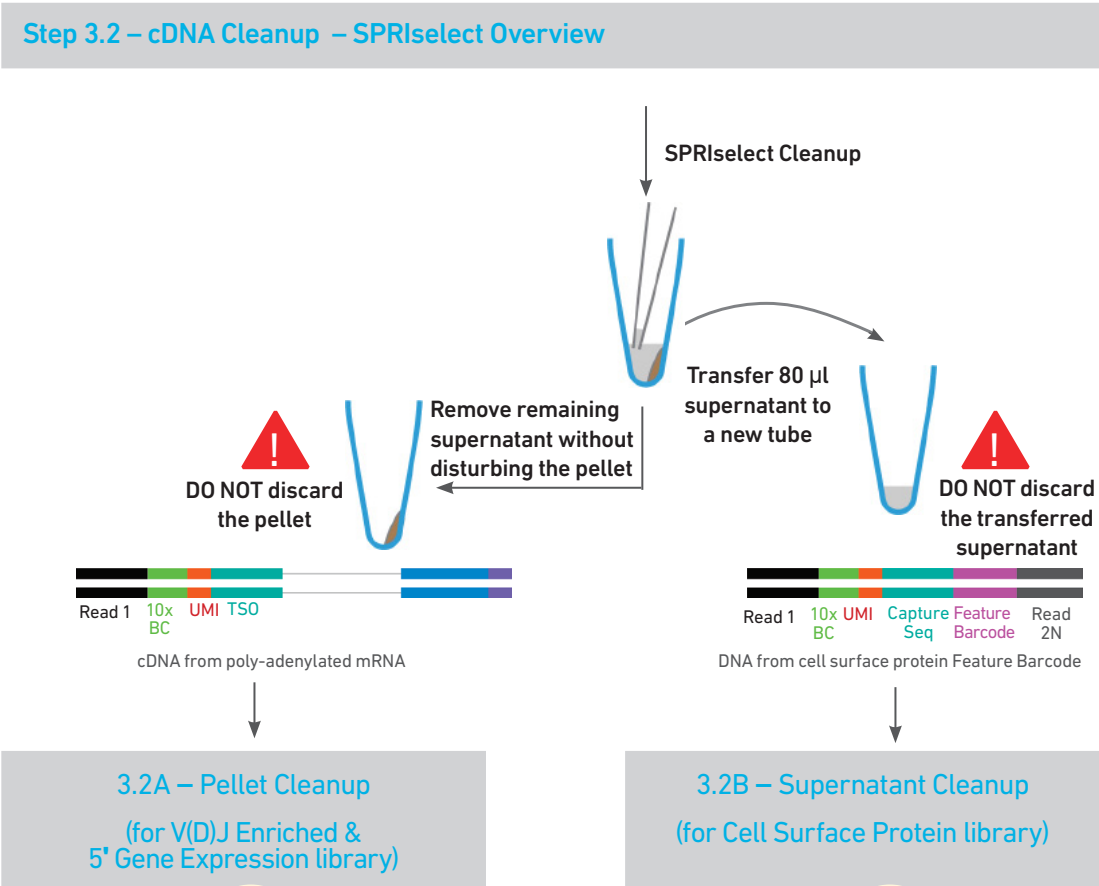 Step 3.2 – cDNA Cleanup – SPRIselect Overview
SPRIselect Cleanup
Transfer 80 µl
supernatant to
a new tube
Remove remaining
supernatant without
disturbing the pellet
!
DO NOT discard
the pellet
!
DO NOT discard
the transferred
supernatant
Read 1 10x BC UMI TSO
cDNA from poly-adenylated mRNA
Read 1 10x BC UMI Capture Seq Feature Barcode Read 2N
DNA from cell surface protein Feature Barcode
3.2A – Pellet Cleanup
(for V(D)J Enriched &
5' Gene Expression library)
3.2B – Supernatant Cleanup
(for Cell Surface Protein library)